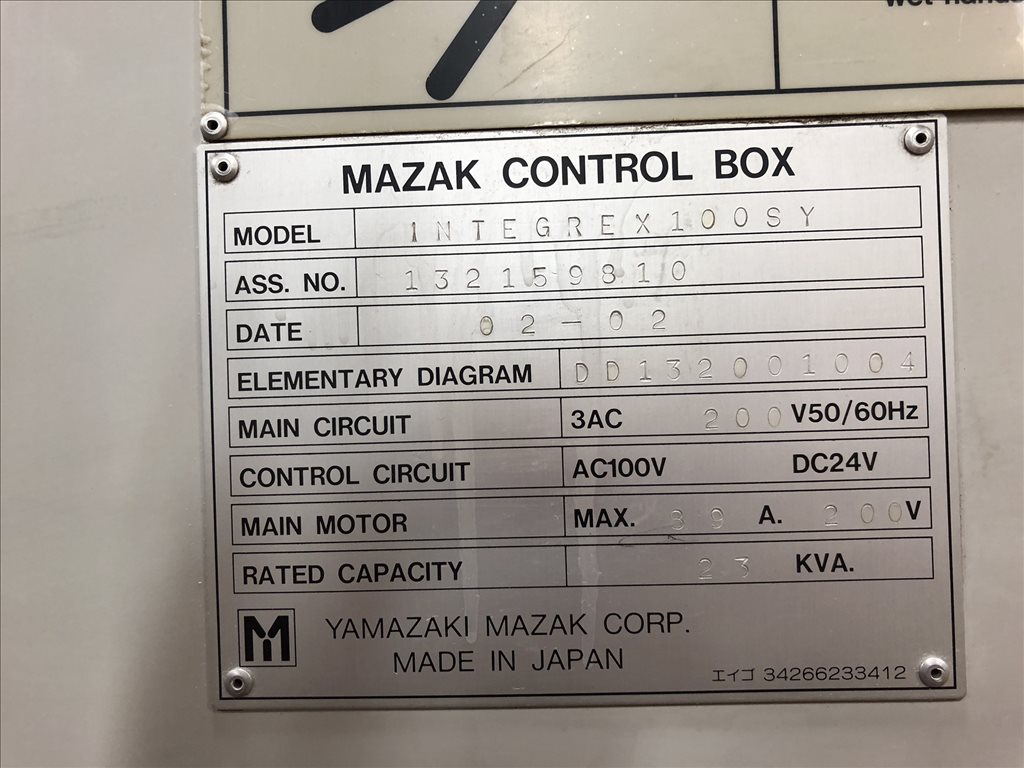 MAZAK CONTROL BOX
MODEL INTEGREX100SY
ASS. NO. 132159810
DATE 02-02
ELEMENTARY DIAGRAM DD132001004
MAIN CIRCUIT 3AC 200 V50/60Hz
CONTROL CIRCUIT AC100V DC24V
MAIN MOTOR MAX. 39 A. 200V
RATED CAPACITY 23 KVA.
YAMAZAKI MAZAK CORP.
MADE IN JAPAN
エイゴ 34266233412